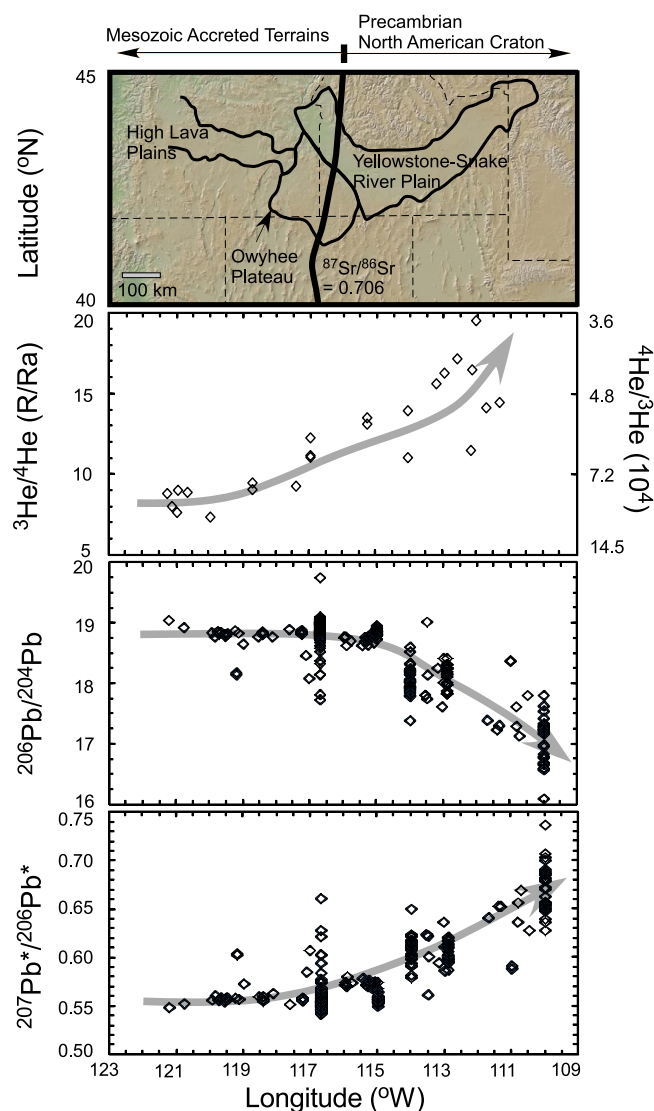 Mesozoic Accreted Terrains
Precambrian
North American Craton
45
40
Latitude (ºN)
High Lava
Plains
Yellowstone-Snake
River Plain
Owyhee
Plateau
⁸⁷Sr/⁸⁶Sr
= 0.706
100 km
20
15
10
5
³He/⁴He (R/Ra)
3.6
4.8
7.2
14.5
⁴He/³He (10⁴)
20
19
18
17
16
²⁰⁶Pb/²⁰⁴Pb
0.75
0.70
0.65
0.60
0.55
0.50
²⁰⁷Pb*/²⁰⁶Pb*
123 121 119 117 115 113 111 109
Longitude (ºW)